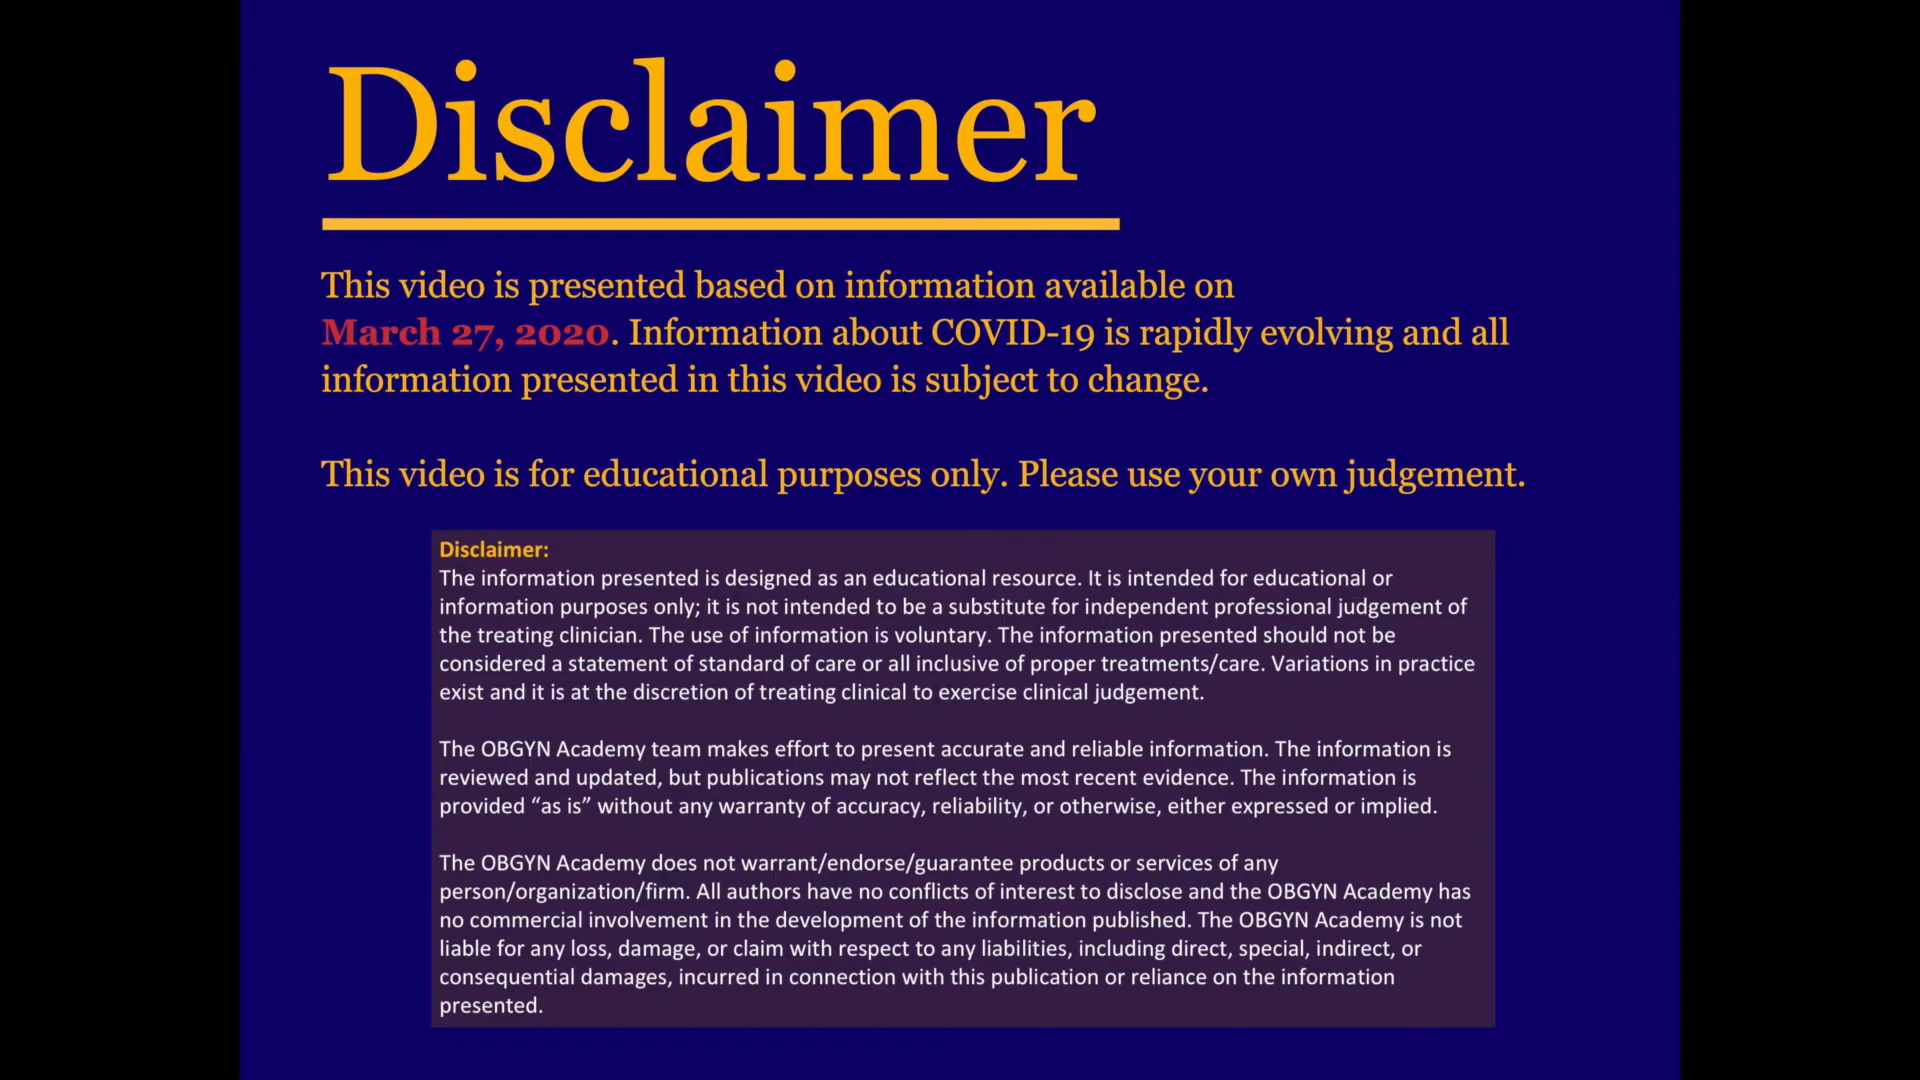 Disclaimer
This video is presented based on information available on
March 27, 2020. Information about COVID-19 is rapidly evolving and all
information presented in this video is subject to change.
This video is for educational purposes only. Please use your own judgement.
Disclaimer:
The information presented is designed as an educational resource. It is intended for educational or
information purposes only; it is not intended to be a substitute for independent professional judgement of
the treating clinician. The use of information is voluntary. The information presented should not be
considered a statement of standard of care or all inclusive of proper treatments/care. Variations in practice
exist and it is at the discretion of treating clinical to exercise clinical judgement.
The OBGYN Academy team makes effort to present accurate and reliable information. The information is
reviewed and updated, but publications may not reflect the most recent evidence. The information is
provided “as is” without any warranty of accuracy, reliability, or otherwise, either expressed or implied.
The OBGYN Academy does not warrant/endorse/guarantee products or services of any
person/organization/firm. All authors have no conflicts of interest to disclose and the OBGYN Academy has
no commercial involvement in the development of the information published. The OBGYN Academy is not
liable for any loss, damage, or claim with respect to any liabilities, including direct, special, indirect, or
consequential damages, incurred in connection with this publication or reliance on the information
presented.